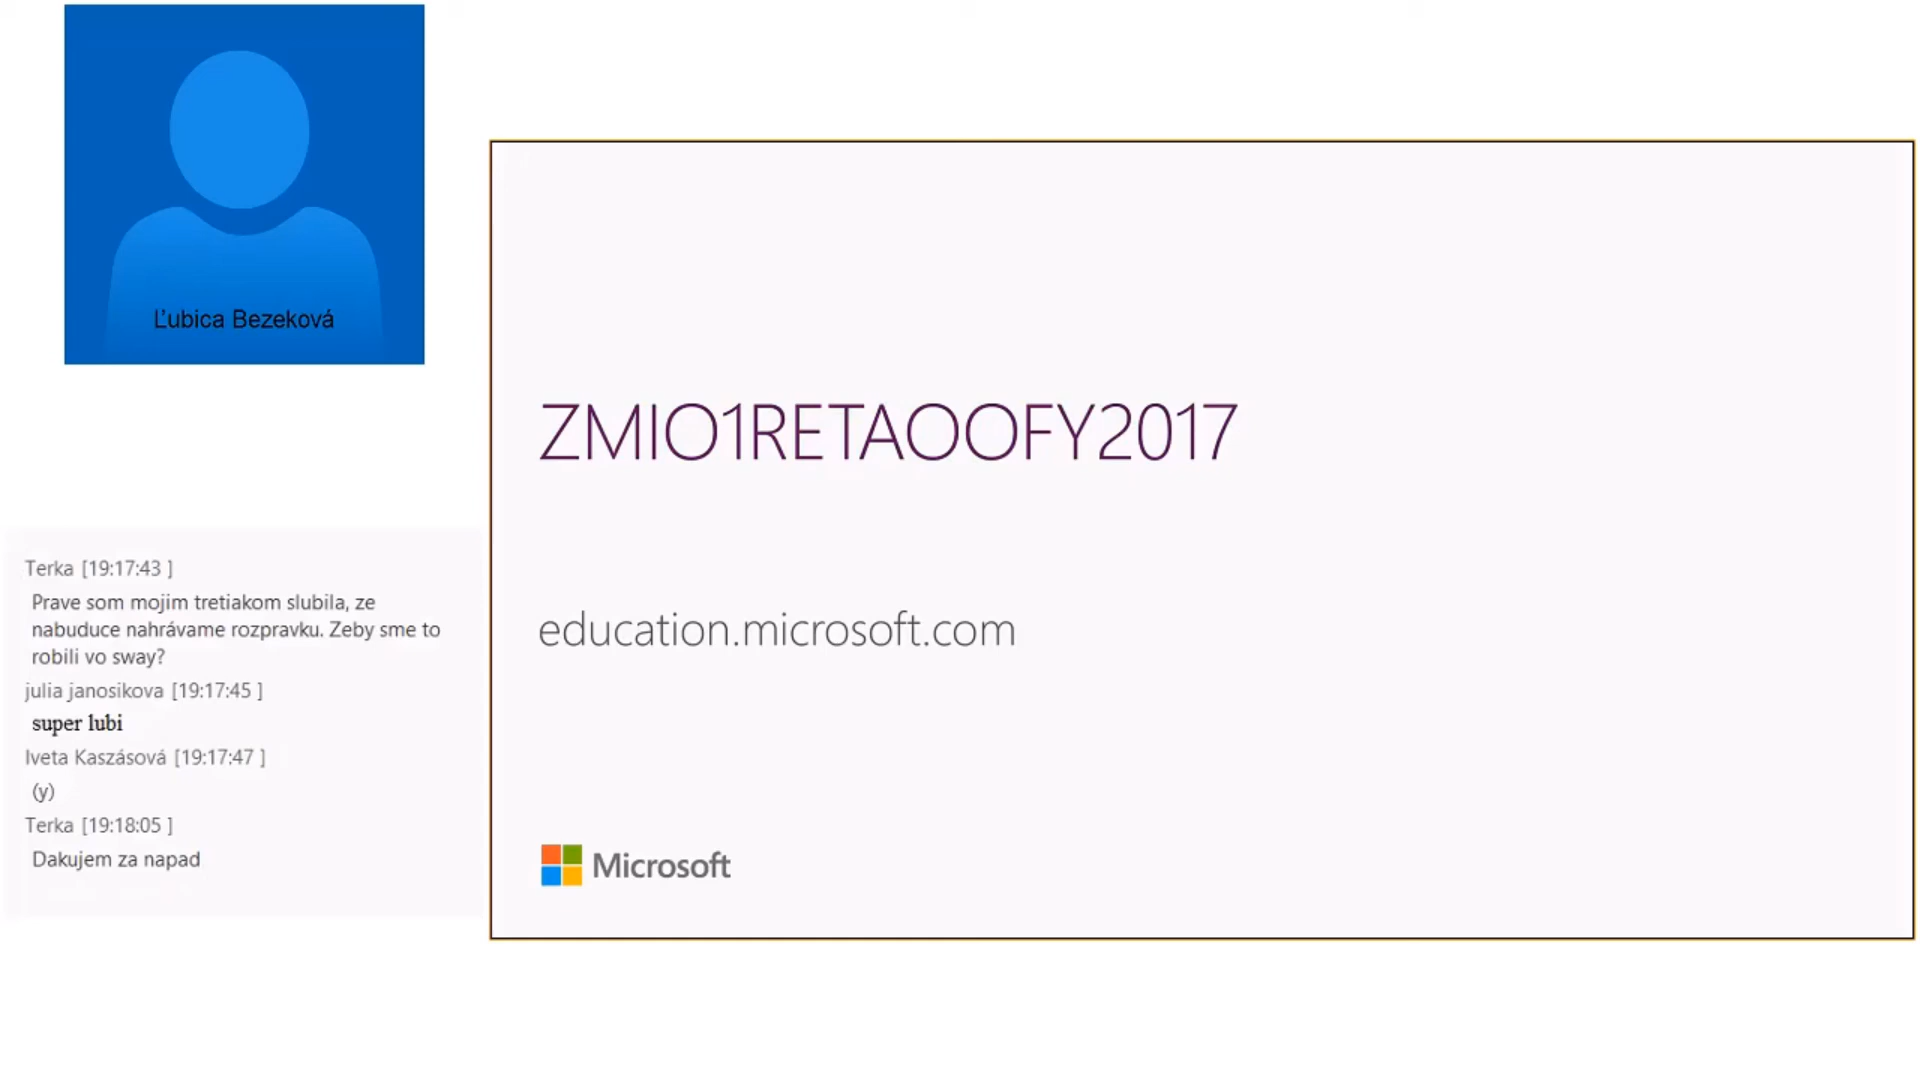 Ľubica Bezeková
Terka [19:17:43 ]
Prave som mojim tretiakom slubila, ze
nabuduce nahrávame rozpravku. Zeby sme to
robili vo sway?
julia janosikova [19:17:45 ]
super lubi
Iveta Kaszásová [19:17:47 ]
(y)
Terka [19:18:05 ]
Dakujem za napad
ZMIO1RETAOOFY2017
education.microsoft.com
Microsoft